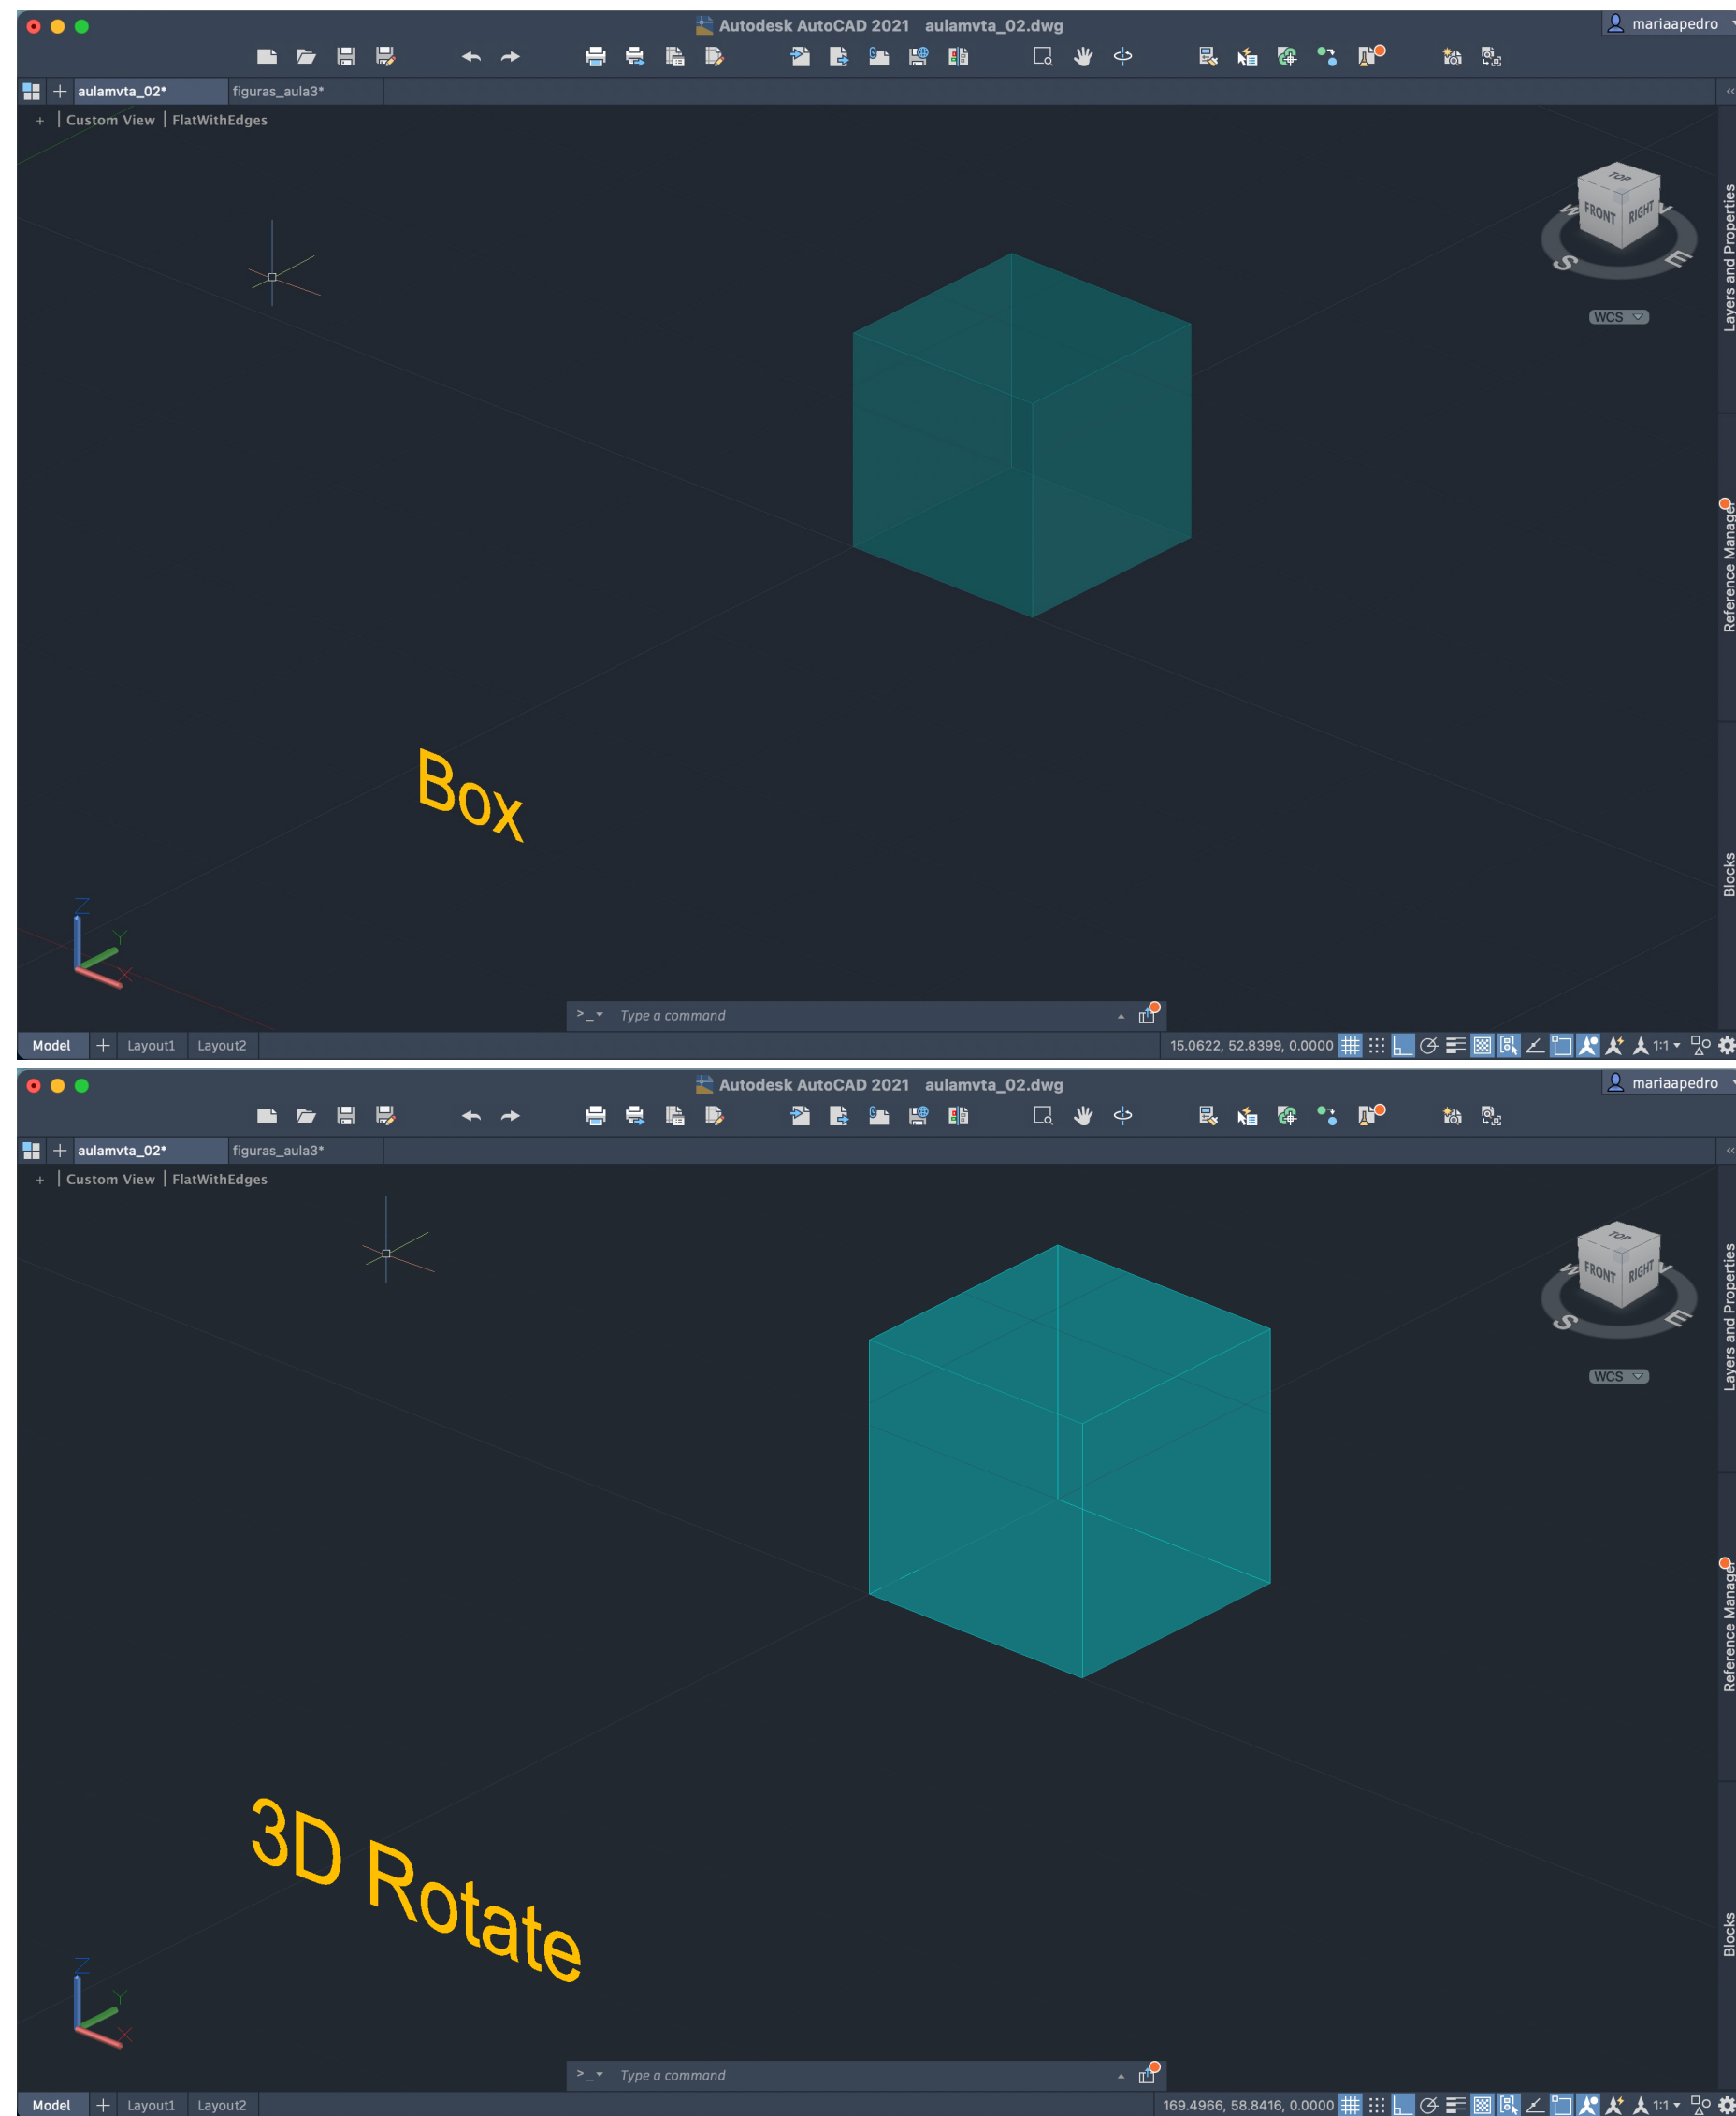 Autodesk AutoCAD 2021 aulamvta_02.dwg
mariaapedro
aulamvta_02*
figuras_aula3*
+ | Custom View | FlatWithEdges
TOP
FRONT
RIGHT
W
S
E
WCS
Layers and Properties
Reference Manager
Blocks
Box
Z
Y
X
>_ Type a command
Model
Layout1
Layout2
15.0622, 52.8399, 0.0000
1:1
Autodesk AutoCAD 2021 aulamvta_02.dwg
mariaapedro
aulamvta_02*
figuras_aula3*
+ | Custom View | FlatWithEdges
TOP
FRONT
RIGHT
W
S
E
WCS
Layers and Properties
Reference Manager
Blocks
3D Rotate
Z
Y
X
>_ Type a command
Model
Layout1
Layout2
169.4966, 58.8416, 0.0000
1:1